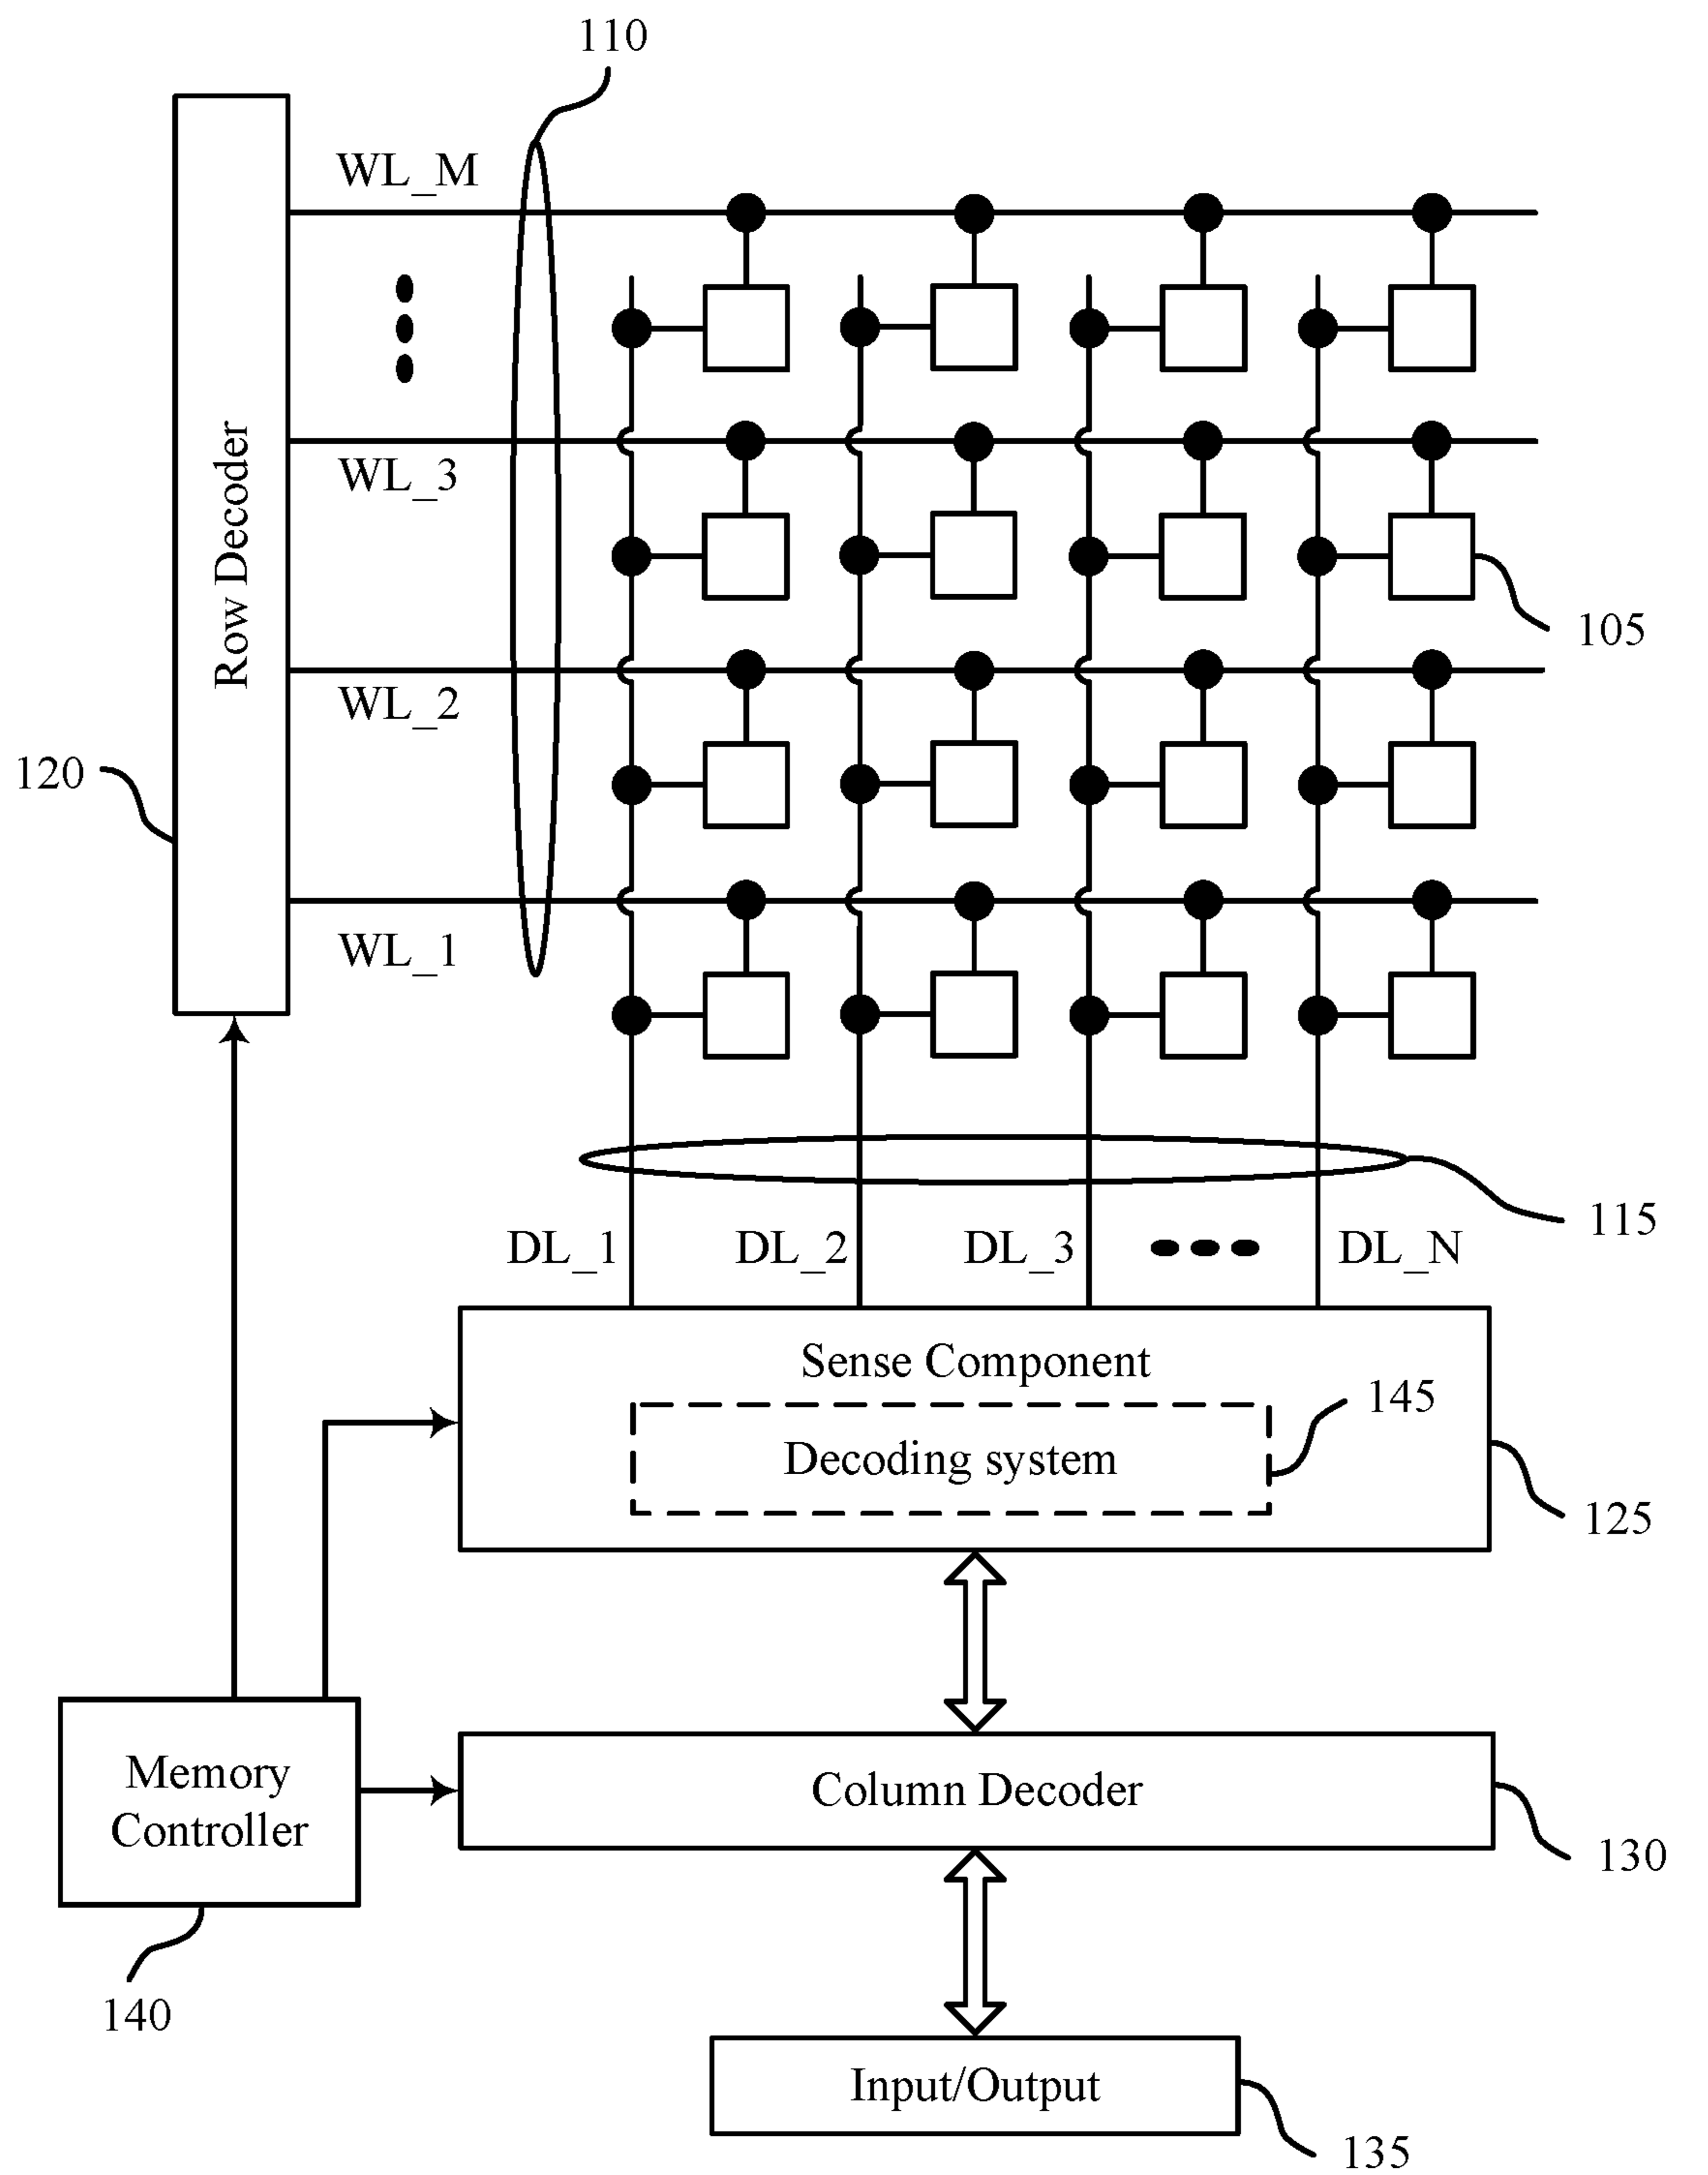 110
WL_M
WL_3
Row Decoder
105
WL_2
120
WL_1
115
DL_1
DL_2
DL_3
DL_N
Sense Component
145
Decoding system
125
Memory
Controller
Column Decoder
130
140
Input/Output
135